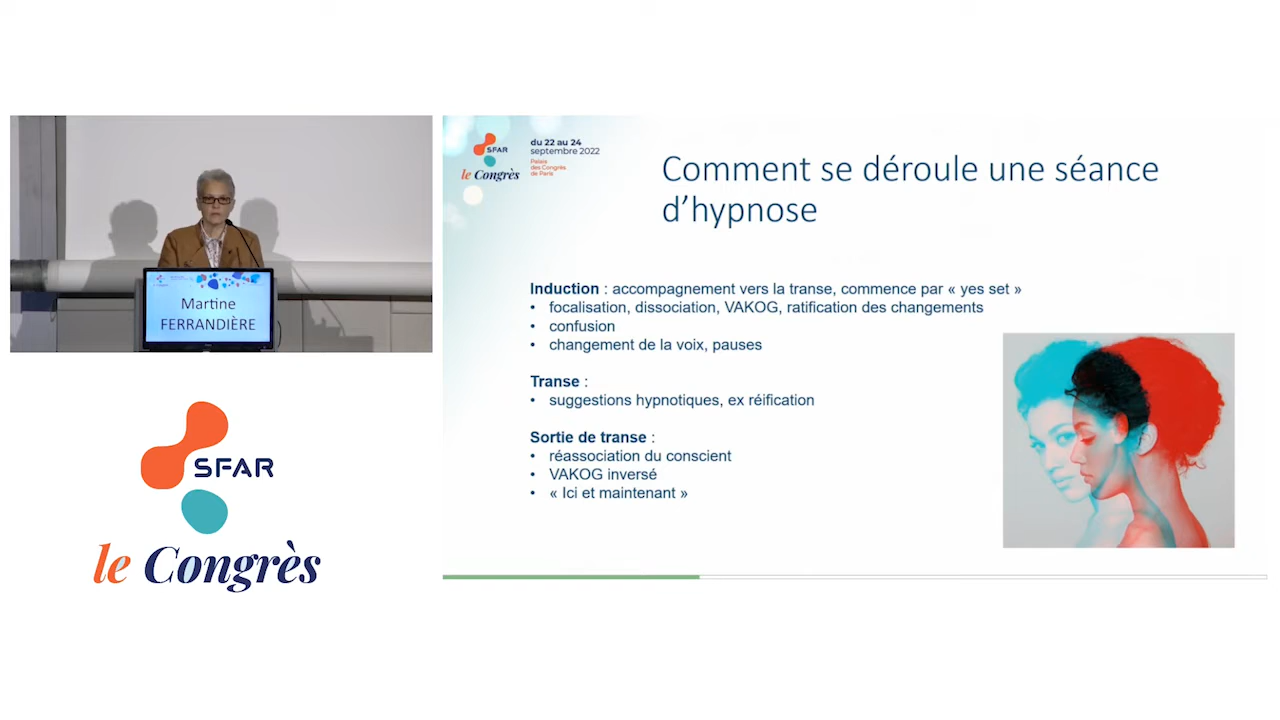 Martine
FERRANDIÈRE
SFAR
le Congrès
SFAR
le Congrès
du 22 au 24
septembre 2022
Palais
des Congrès
de Paris
Comment se déroule une séance
d’hypnose
Induction : accompagnement vers la transe, commence par « yes set »
• focalisation, dissociation, VAKOG, ratification des changements
• confusion
• changement de la voix, pauses
Transe :
• suggestions hypnotiques, ex réification
Sortie de transe :
• réassociation du conscient
• VAKOG inversé
• « Ici et maintenant »